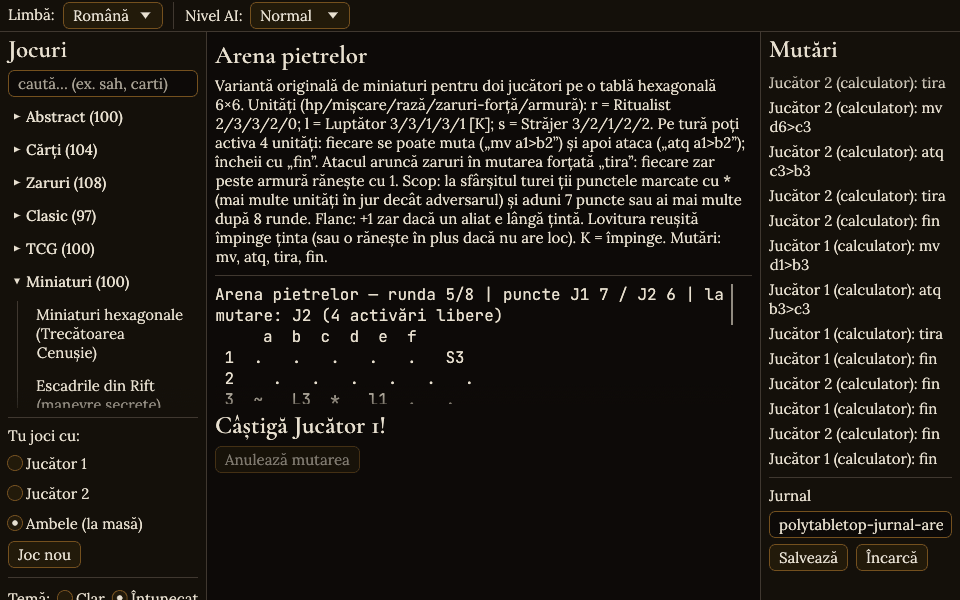 Limbă: Română ▼ Nivel AI: Normal ▼
Jocuri
caută... (ex. sah, carti)
▸ Abstract (100)
▸ Cărți (104)
▸ Zaruri (108)
▸ Clasic (97)
▸ TCG (100)
▾ Miniaturi (100)
Miniaturi hexagonale
(Trecătoarea
Cenușie)
Escadrile din Rift
(manevre secrete)
Tu joci cu:
Jucător 1
Jucător 2
Ambele (la masă)
Joc nou
Temă: Clar Întunecat
Arena pietrelor
Variantă originală de miniaturi pentru doi jucători pe o tablă hexagonală
6×6. Unități (hp/mișcare/rază/zaruri-forță/armură): r = Ritualist
2/3/3/2/0; l = Luptător 3/3/1/3/1 [K]; s = Străjer 3/2/1/2/2. Pe tură poți
activa 4 unități: fiecare se poate muta („mv a1>b2”) și apoi ataca („atq a1>b2”);
închei cu „fin”. Atacul aruncă zaruri în mutarea forțată „tira”: fiecare zar
peste armură rănește cu 1. Scop: la sfârșitul turei ții punctele marcate cu *
(mai multe unități în jur decât adversarul) și aduni 7 puncte sau ai mai multe
după 8 runde. Flanc: +1 zar dacă un aliat e lângă țintă. Lovitura reușită
împinge ținta (sau o rănește în plus dacă nu are loc). K = împinge. Mutări:
mv, atq, tira, fin.
Arena pietrelor — runda 5/8 | puncte J1 7 / J2 6 | la
mutare: J2 (4 activări libere)
a b c d e f
1 . . . . . S3
2 . . . . . .
3 ~ L3 * l1 . .
Câștigă Jucător 1!
Anulează mutarea
Mutări
Jucător 2 (calculator): tira
Jucător 2 (calculator): mv
d6>c3
Jucător 2 (calculator): atq
c3>b3
Jucător 2 (calculator): tira
Jucător 2 (calculator): fin
Jucător 1 (calculator): mv
d1>b3
Jucător 1 (calculator): atq
b3>c3
Jucător 1 (calculator): tira
Jucător 1 (calculator): fin
Jucător 2 (calculator): fin
Jucător 1 (calculator): fin
Jucător 2 (calculator): fin
Jucător 1 (calculator): fin
Jurnal
polytabletop-jurnal-are
Salvează Încarcă